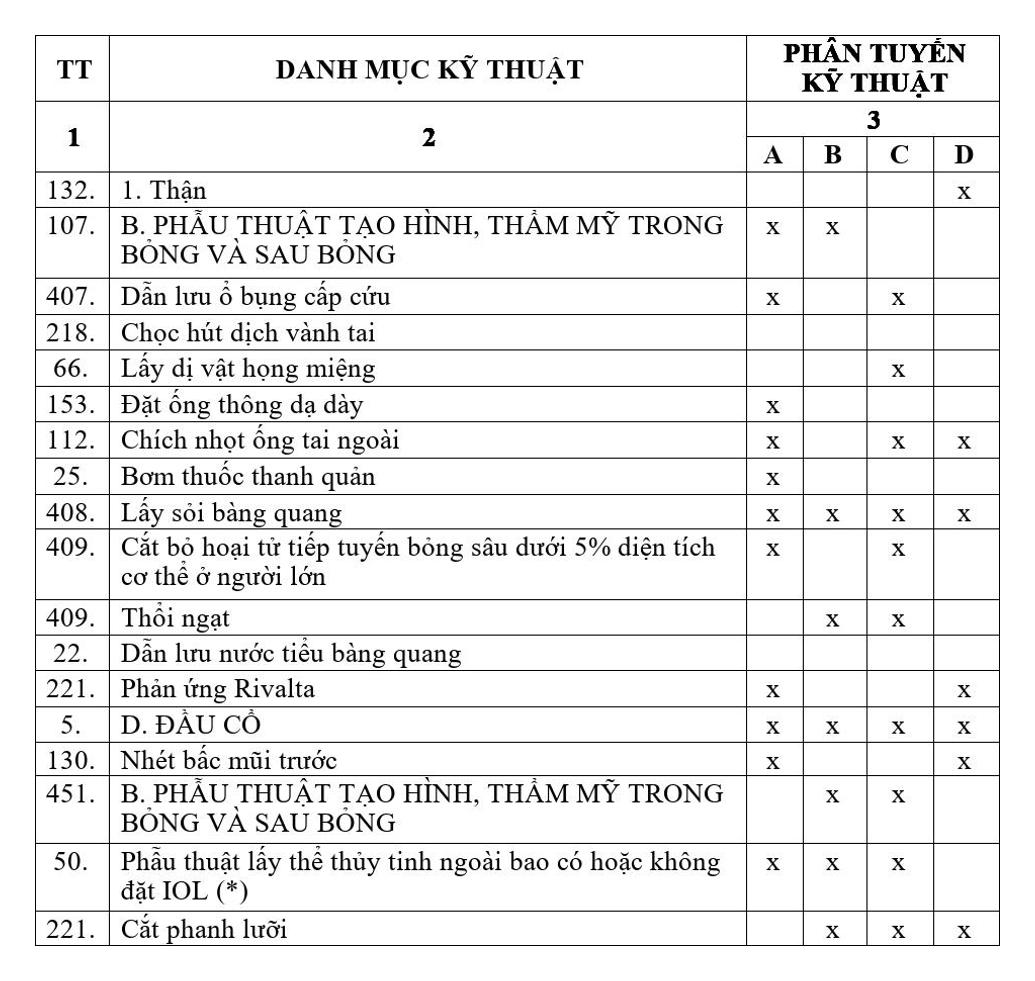 TT DANH MỤC KỸ THUẬT PHÂN TUYẾN
KỸ THUẬT
1 2 3
A B C D
132. 1. Thận x
107. B. PHẪU THUẬT TẠO HÌNH, THẨM MỸ TRONG x x
BỎNG VÀ SAU BỎNG
407. Dẫn lưu ổ bụng cấp cứu x x
218. Chọc hút dịch vành tai
66. Lấy dị vật họng miệng x
153. Đặt ống thông dạ dày x
112. Chích nhọt ống tai ngoài x x x
25. Bơm thuốc thanh quản x
408. Lấy sỏi bàng quang x x x x
409. Cắt bỏ hoại tử tiếp tuyến bỏng sâu dưới 5% diện tích x x
cơ thể ở người lớn
409. Thổi ngạt x x
22. Dẫn lưu nước tiểu bàng quang
221. Phản ứng Rivalta x x
5. D. ĐẦU CỔ x x x x
130. Nhét bấc mũi trước x x
451. B. PHẪU THUẬT TẠO HÌNH, THẨM MỸ TRONG x x
BỎNG VÀ SAU BỎNG
50. Phẫu thuật lấy thể thủy tinh ngoài bao có hoặc không x x x
đặt IOL (*)
221. Cắt phanh lưỡi x x x